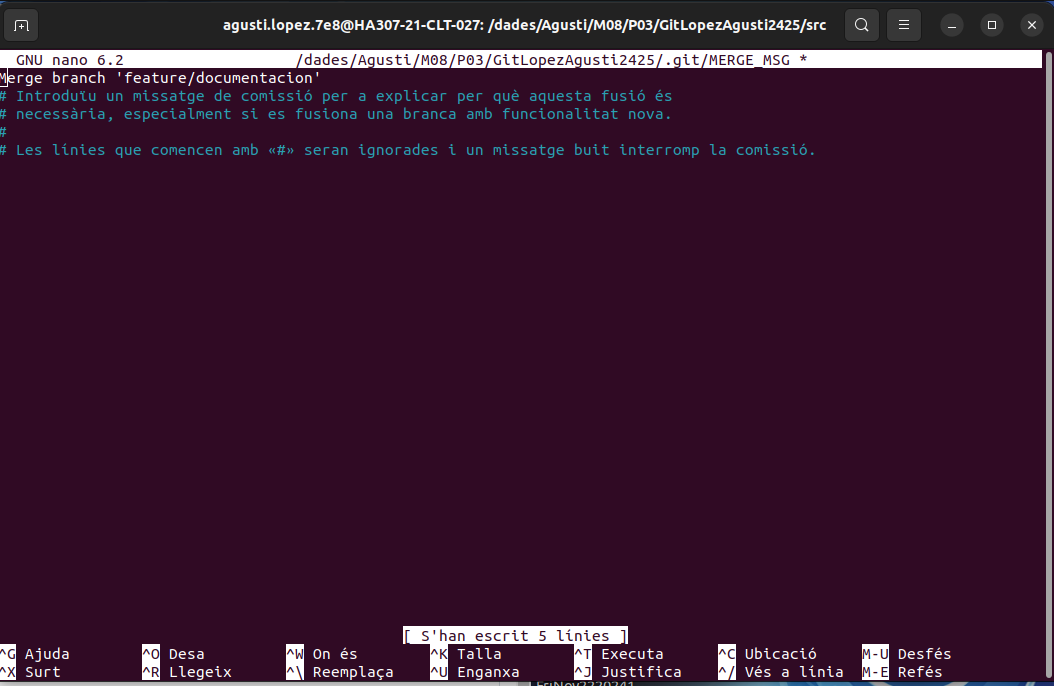 agusti.lopez.7e8@HA307-21-CLT-027: /dades/Agusti/M08/P03/GitLopezAgusti2425/src
GNU nano 6.2 /dades/Agusti/M08/P03/GitLopezAgusti2425/.git/MERGE_MSG *
Merge branch 'feature/documentacion'
# Introduïu un missatge de comissió per a explicar per què aquesta fusió és
# necessària, especialment si es fusiona una branca amb funcionalitat nova.
#
# Les línies que comencen amb «#» seran ignorades i un missatge buit interromp la comissió.
[ S'han escrit 5 línies ]
^G Ajuda ^O Desa ^W On és ^K Talla ^T Executa ^C Ubicació M-U Desfés
^X Surt ^R Llegeix ^\ Reemplaça ^U Enganxa ^J Justifica ^/ Vés a línia M-E Refés